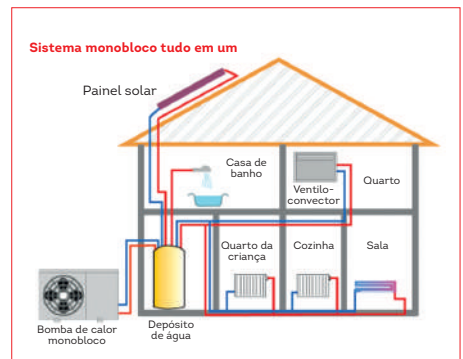 Sistema monobloco tudo em um
Painel solar
Casa de
banho
Ventilo-
convector
Quarto
Quarto da
criança
Cozinha
Sala
Bomba de calor
monobloco
Depósito
de água